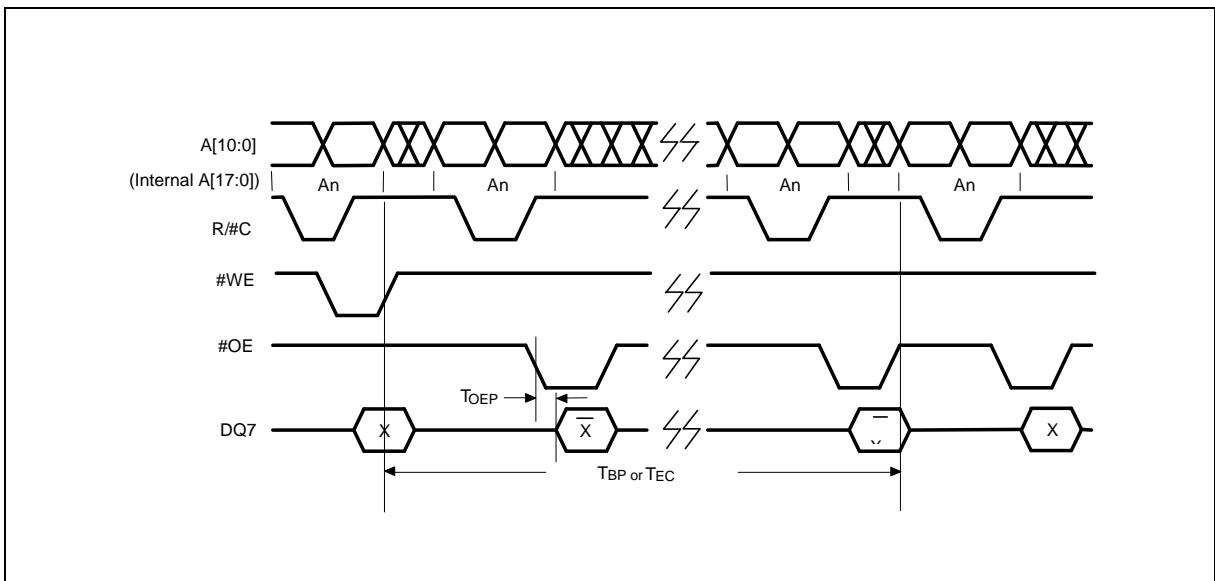 A[10:0]
(Internal A[17:0])
An
An
An
An
R/#C
#WE
#OE
TOEP
DQ7
X
X̅
X
TBP or TEC